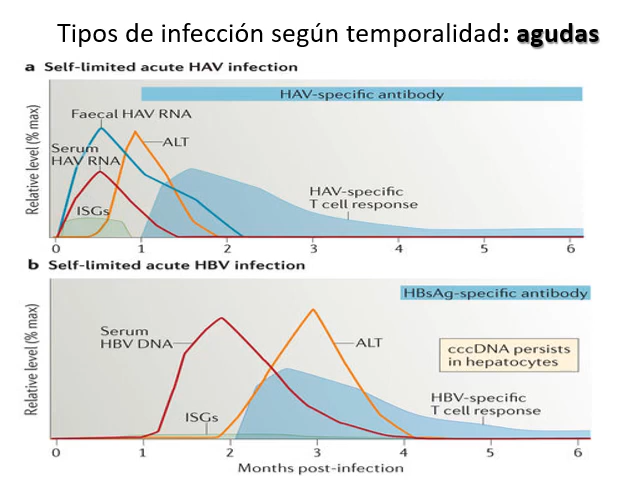 Tipos de infección según temporalidad: agudas
a Self-limited acute HAV infection
HAV-specific antibody
Faecal HAV RNA
ALT
Serum
HAV RNA
HAV-specific
T cell response
ISGs
Relative level (% max)
0 1 2 3 4 5 6
b Self-limited acute HBV infection
HBsAg-specific antibody
Serum
HBV DNA
ALT
cccDNA persists
in hepatocytes
HBV-specific
T cell response
ISGs
Relative level (% max)
0 1 2 3 4 5 6
Months post-infection